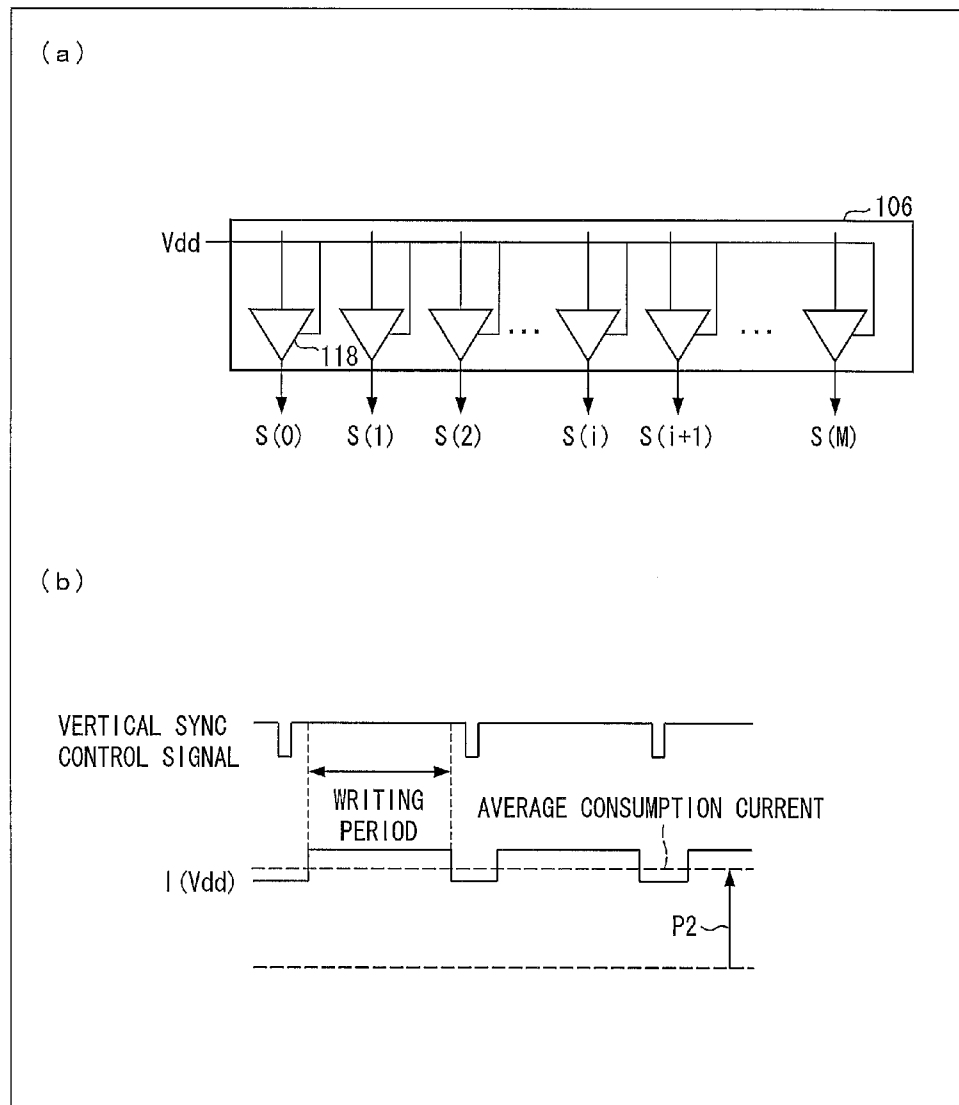 (a)
106
Vdd
118
... ...
S(0) S(1) S(2) S(i) S(i+1) S(M)
(b)
VERTICAL SYNC
CONTROL SIGNAL
WRITING
PERIOD
AVERAGE CONSUMPTION CURRENT
I(Vdd)
P2